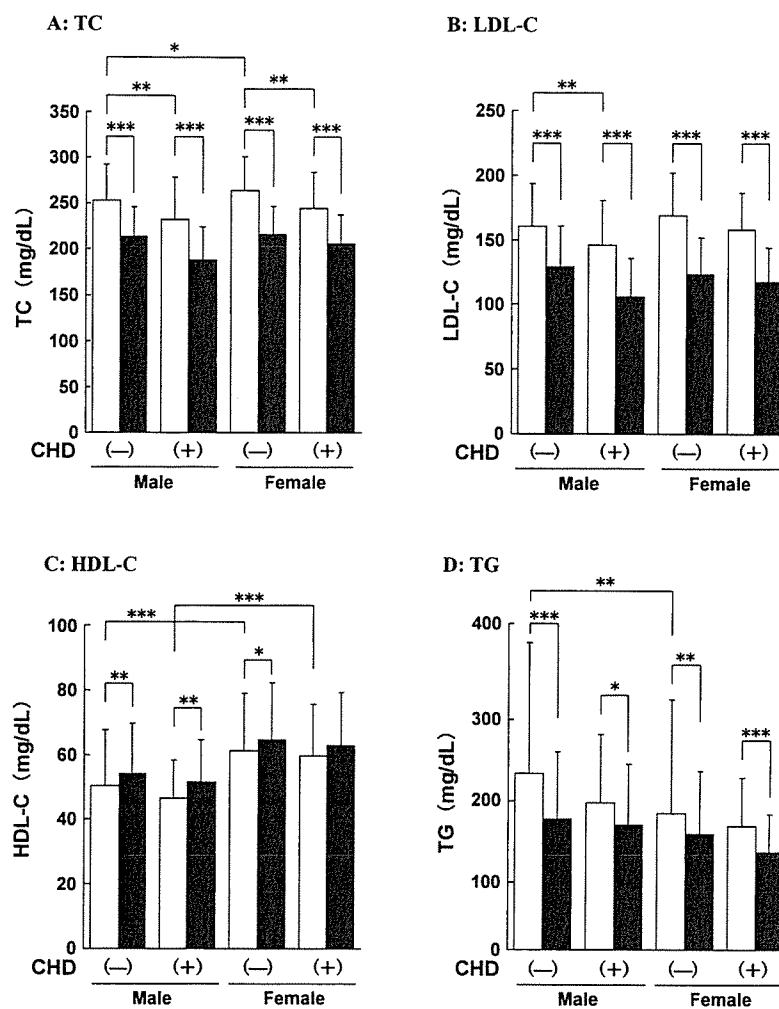 A: TC
*
**
**
***
***
***
***
350
300
250
200
150
100
50
0
TC (mg/dL)
CHD (—) (+) (—) (+)
Male Female
B: LDL-C
**
***
***
***
***
250
200
150
100
50
0
LDL-C (mg/dL)
CHD (—) (+) (—) (+)
Male Female
C: HDL-C
***
***
**
**
*
100
80
60
40
20
0
HDL-C (mg/dL)
CHD (—) (+) (—) (+)
Male Female
D: TG
**
***
*
**
***
400
300
200
100
0
TG (mg/dL)
CHD (—) (+) (—) (+)
Male Female